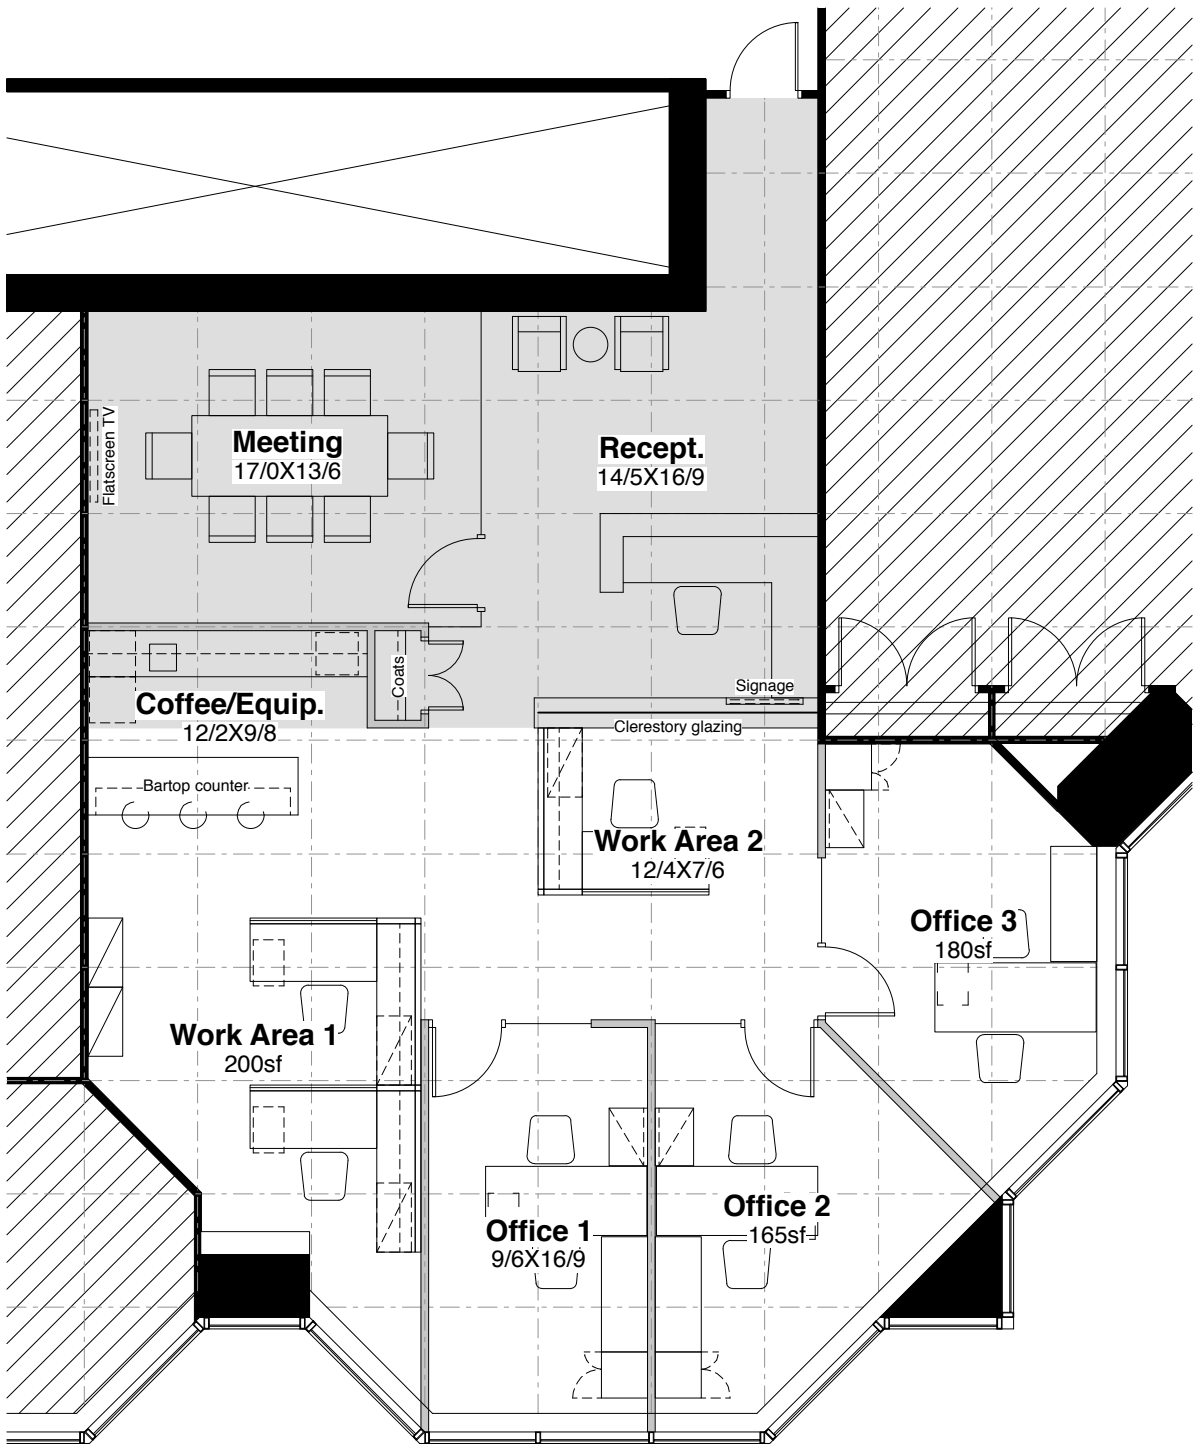 Flatscreen TV
Meeting
17/0X13/6
Recept.
14/5X16/9
Coats
Signage
Coffee/Equip.
12/2X9/8
Clerestory glazing
Bartop counter
Work Area 2
12/4X7/6
Office 3
180sf
Work Area 1
200sf
Office 1
9/6X16/9
Office 2
165sf